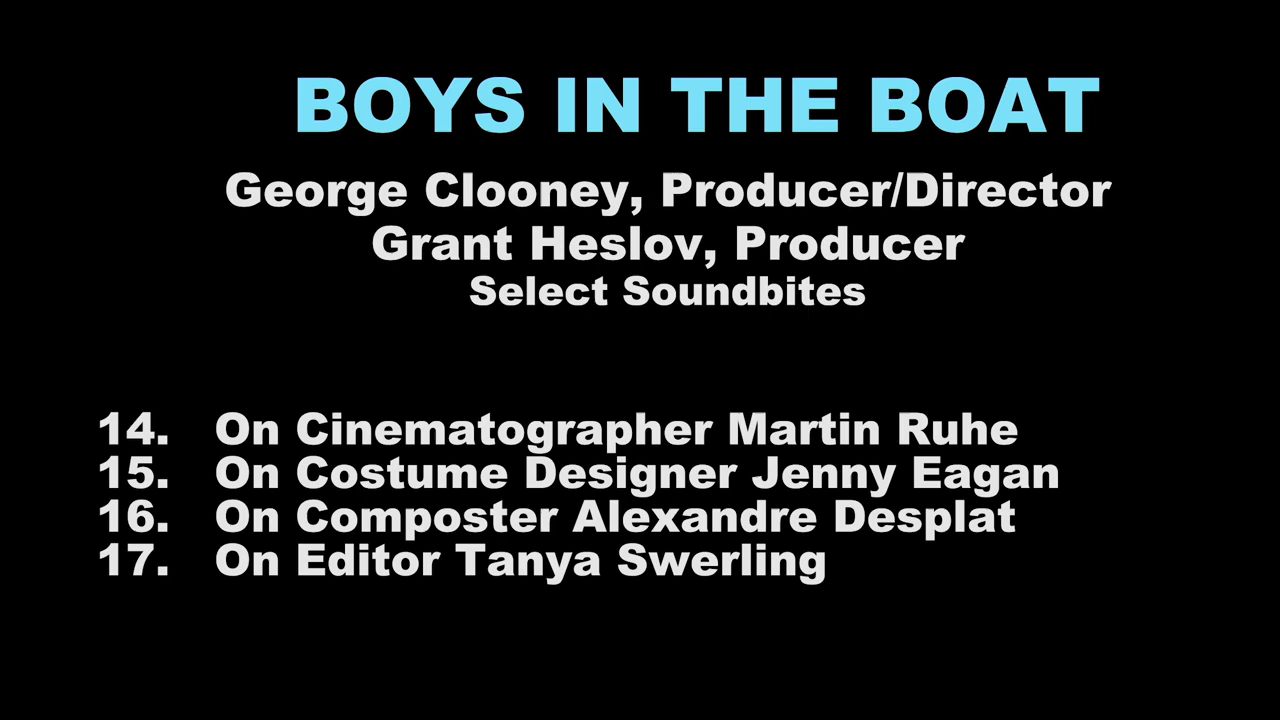 BOYS IN THE BOAT
George Clooney, Producer/Director
Grant Heslov, Producer
Select Soundbites
14. On Cinematographer Martin Ruhe
15. On Costume Designer Jenny Eagan
16. On Composter Alexandre Desplat
17. On Editor Tanya Swerling